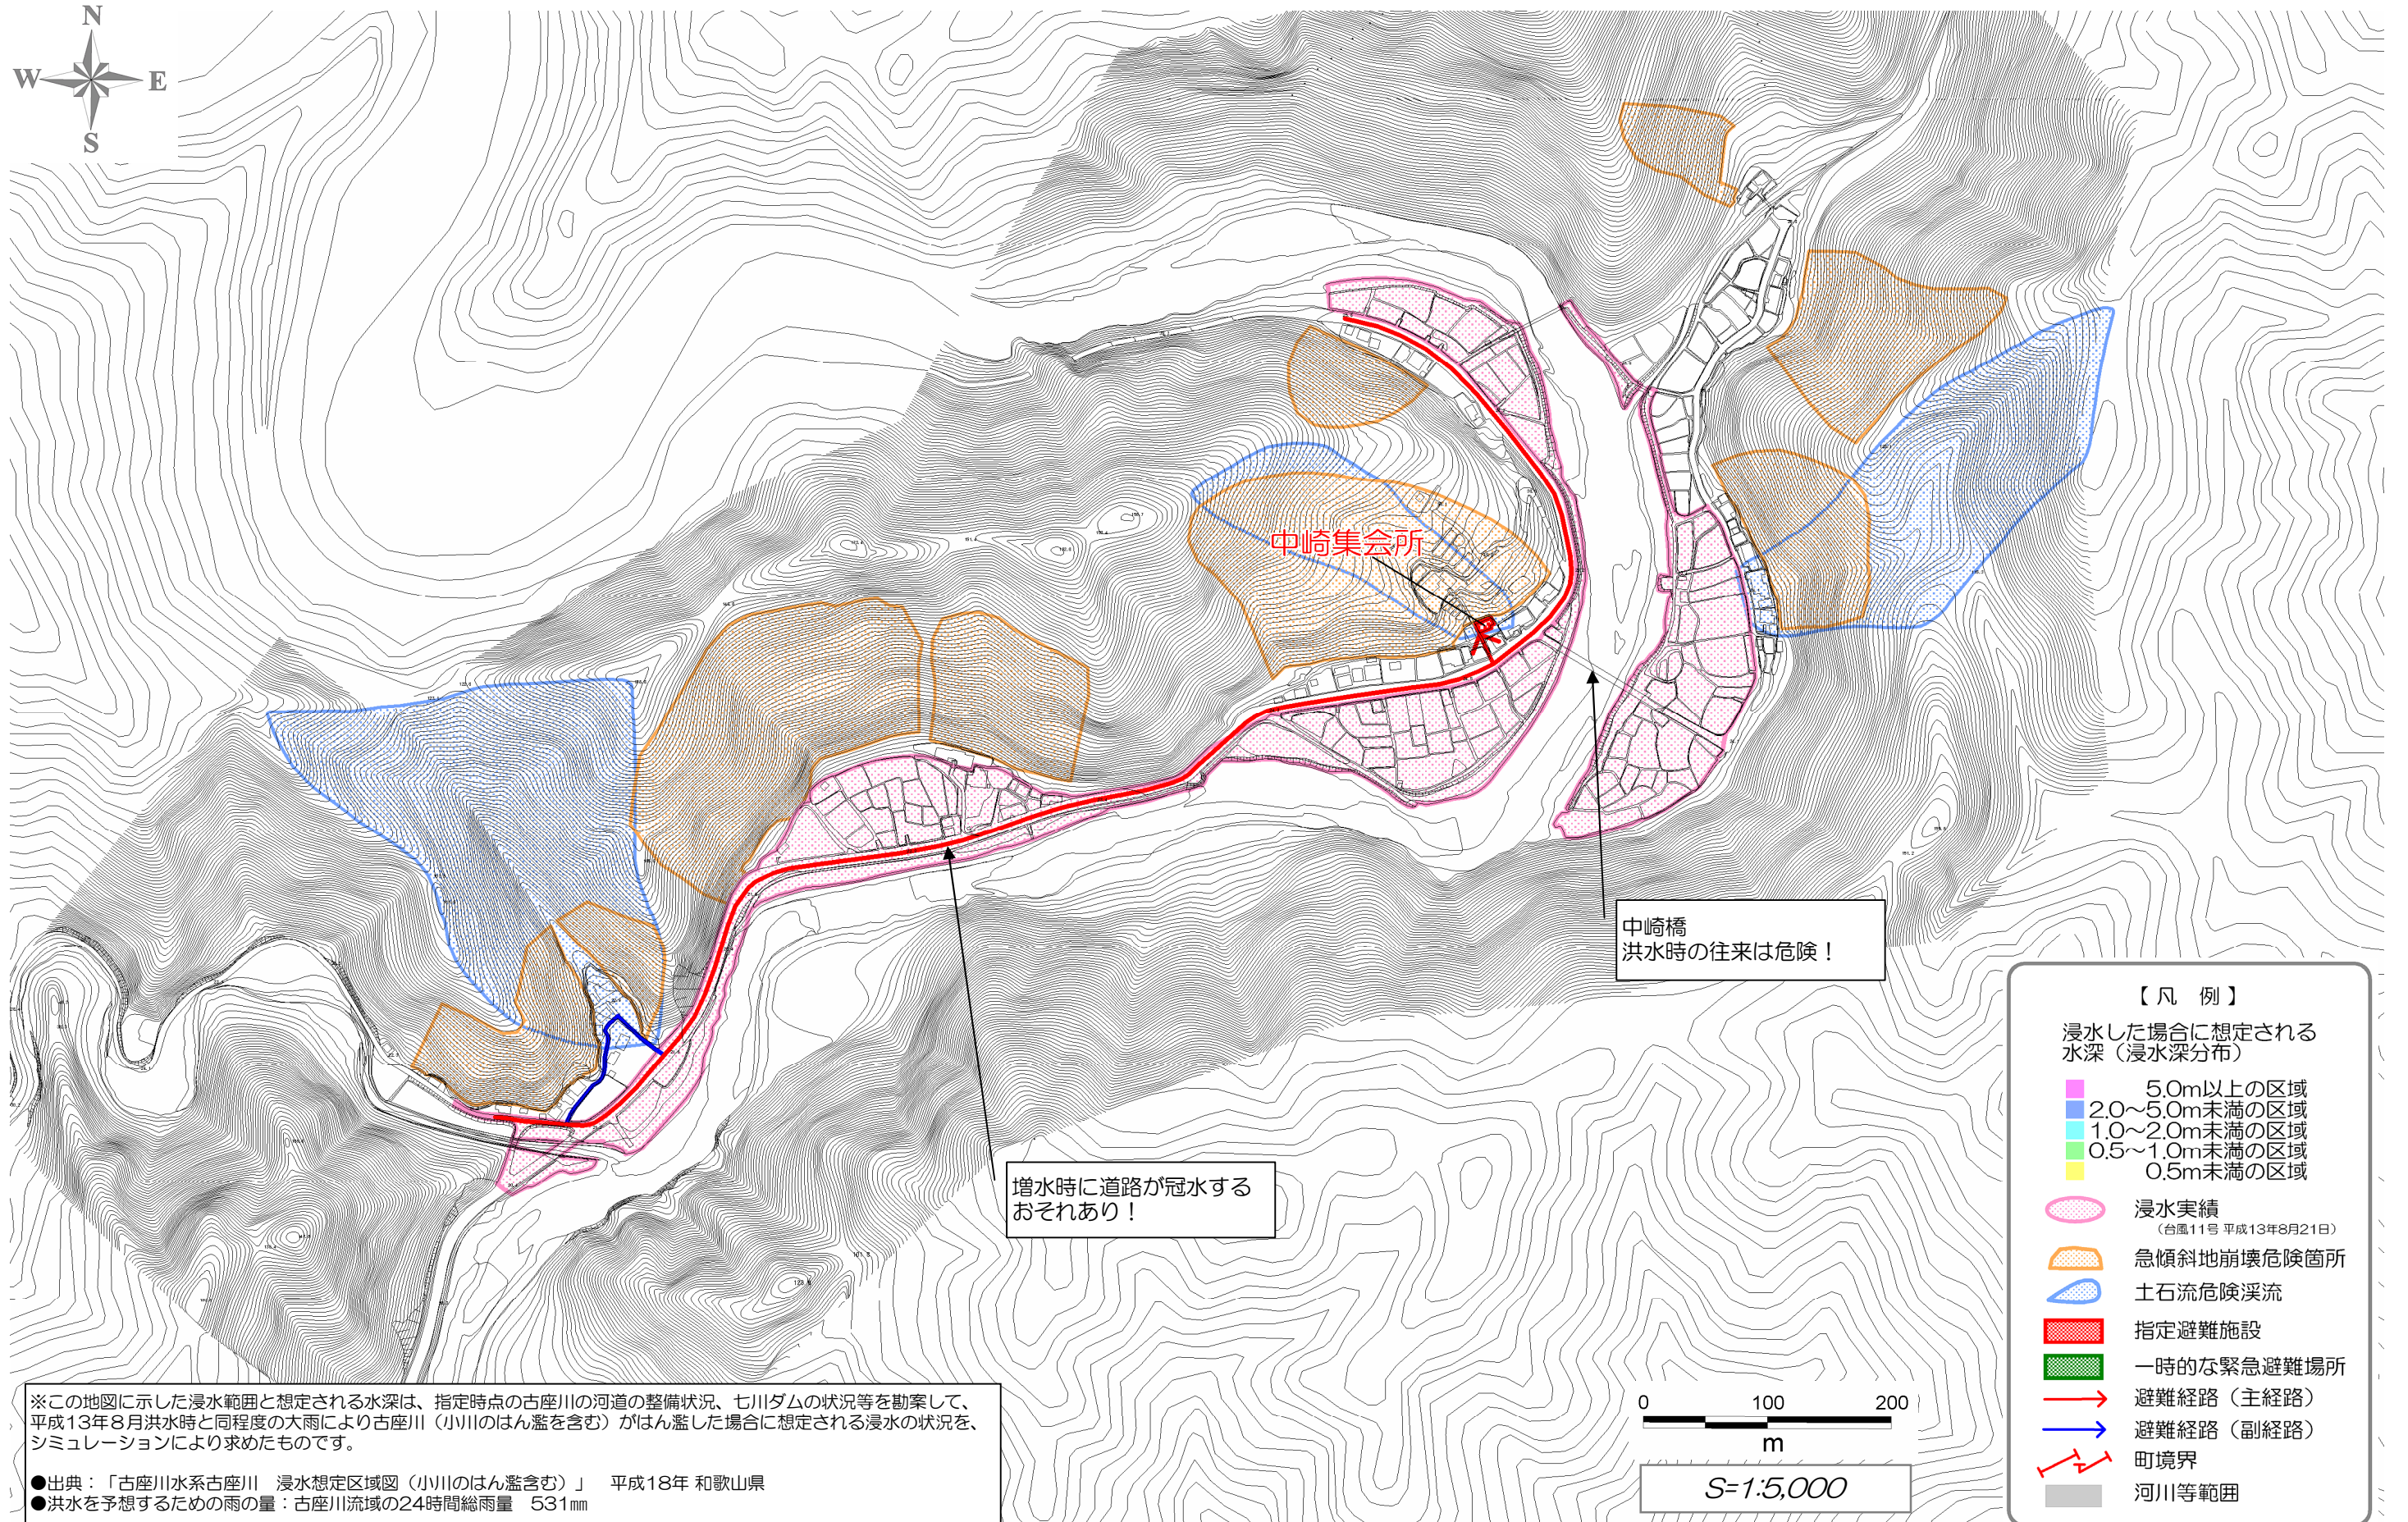 N
W
E
S
中崎集会所
中崎橋
洪水時の往来は危険！
増水時に道路が冠水する
おそれあり！
【 凡　例 】
浸水した場合に想定される
水深（浸水深分布）
5.0m以上の区域
2.0～5.0m未満の区域
1.0～2.0m未満の区域
0.5～1.0m未満の区域
0.5m未満の区域
浸水実績
（台風11号 平成13年8月21日）
急傾斜地崩壊危険箇所
土石流危険渓流
指定避難施設
一時的な緊急避難場所
避難経路（主経路）
避難経路（副経路）
町境界
河川等範囲
0 100 200
m
S=1:5,000
※この地図に示した浸水範囲と想定される水深は、指定時点の古座川の河道の整備状況、七川ダムの状況等を勘案して、
平成13年８月洪水時と同程度の大雨により古座川（小川のはん濫を含む）がはん濫した場合に想定される浸水の状況を、
シミュレーションにより求めたものです。
●出典：「古座川水系古座川　浸水想定区域図（小川のはん濫含む）」　平成18年 和歌山県
●洪水を予想するための雨の量：古座川流域の24時間総雨量　531㎜